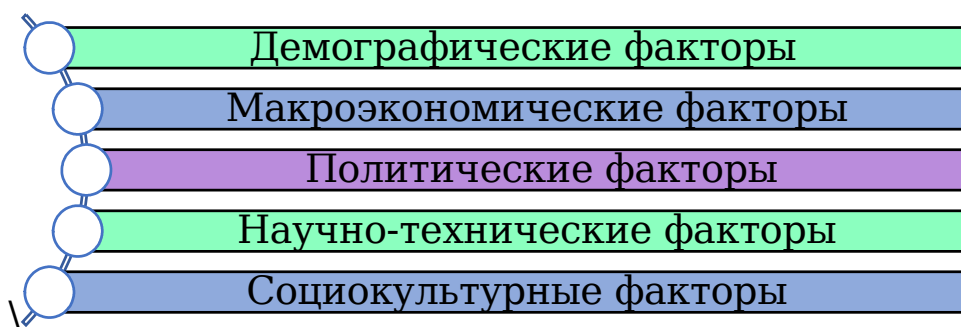 Демографические факторы
Макроэкономические факторы
Политические факторы
Научно-технические факторы
Социокультурные факторы
\